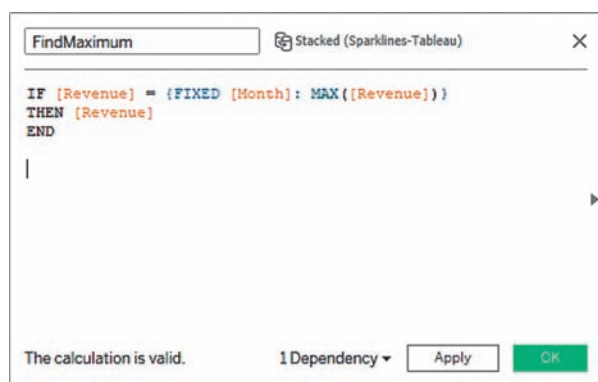 FindMaximum Stacked (Sparklines-Tableau)
IF [Revenue] = {FIXED [Month]: MAX([Revenue])}
THEN [Revenue]
END
The calculation is valid. 1 Dependency Apply OK